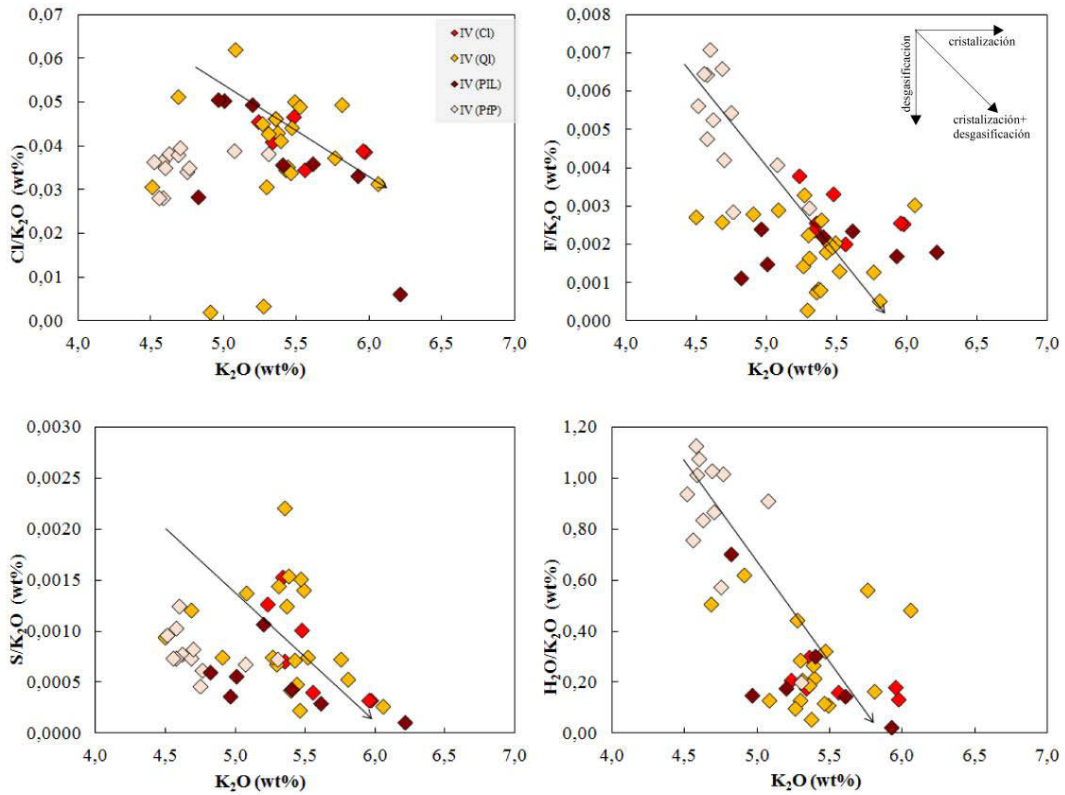 0,07
0,06
0,05
0,04
0,03
0,02
0,01
0,00
4,0 4,5 5,0 5,5 6,0 6,5 7,0
Cl/K₂O (wt%)
K₂O (wt%)
IV (Cl)
IV (Ql)
IV (PIL)
IV (PfP)
0,008
0,007
0,006
0,005
0,004
0,003
0,002
0,001
0,000
4,0 4,5 5,0 5,5 6,0 6,5 7,0
F/K₂O (wt%)
K₂O (wt%)
cristalización
desgasificación
cristalización+
desgasificación
0,0030
0,0025
0,0020
0,0015
0,0010
0,0005
0,0000
4,0 4,5 5,0 5,5 6,0 6,5 7,0
S/K₂O (wt%)
K₂O (wt%)
1,20
1,00
0,80
0,60
0,40
0,20
0,00
4,0 4,5 5,0 5,5 6,0 6,5 7,0
H₂O/K₂O (wt%)
K₂O (wt%)